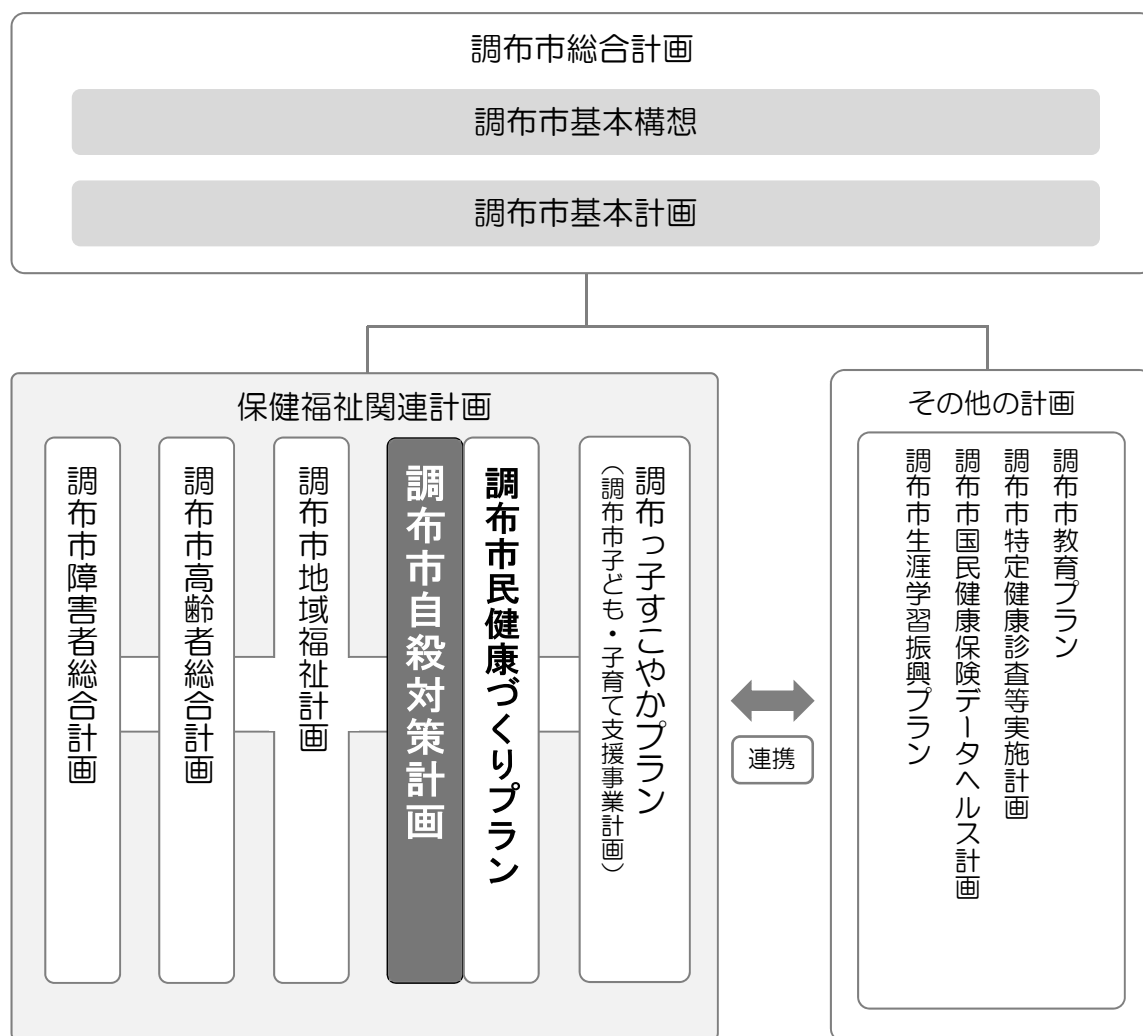 調布市総合計画
調布市基本構想
調布市基本計画
保健福祉関連計画
調布市障害者総合計画
調布市高齢者総合計画
調布市地域福祉計画
調布市自殺対策計画
調布市民健康づくりプラン
調布っ子すこやかプラン
（調布市子ども・子育て支援事業計画）
連携
その他の計画
調布市教育プラン
調布市特定健康診査等実施計画
調布市国民健康保険データヘルス計画
調布市生涯学習振興プラン